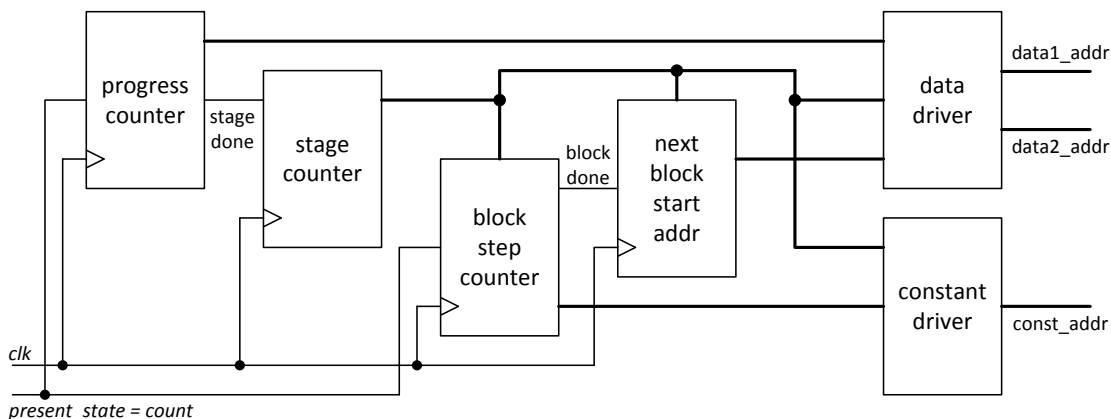 progress
counter
stage
done
stage
counter
block
step
counter
block
done
next
block
start
addr
data
driver
data1_addr
data2_addr
constant
driver
const_addr
clk
present_state = count